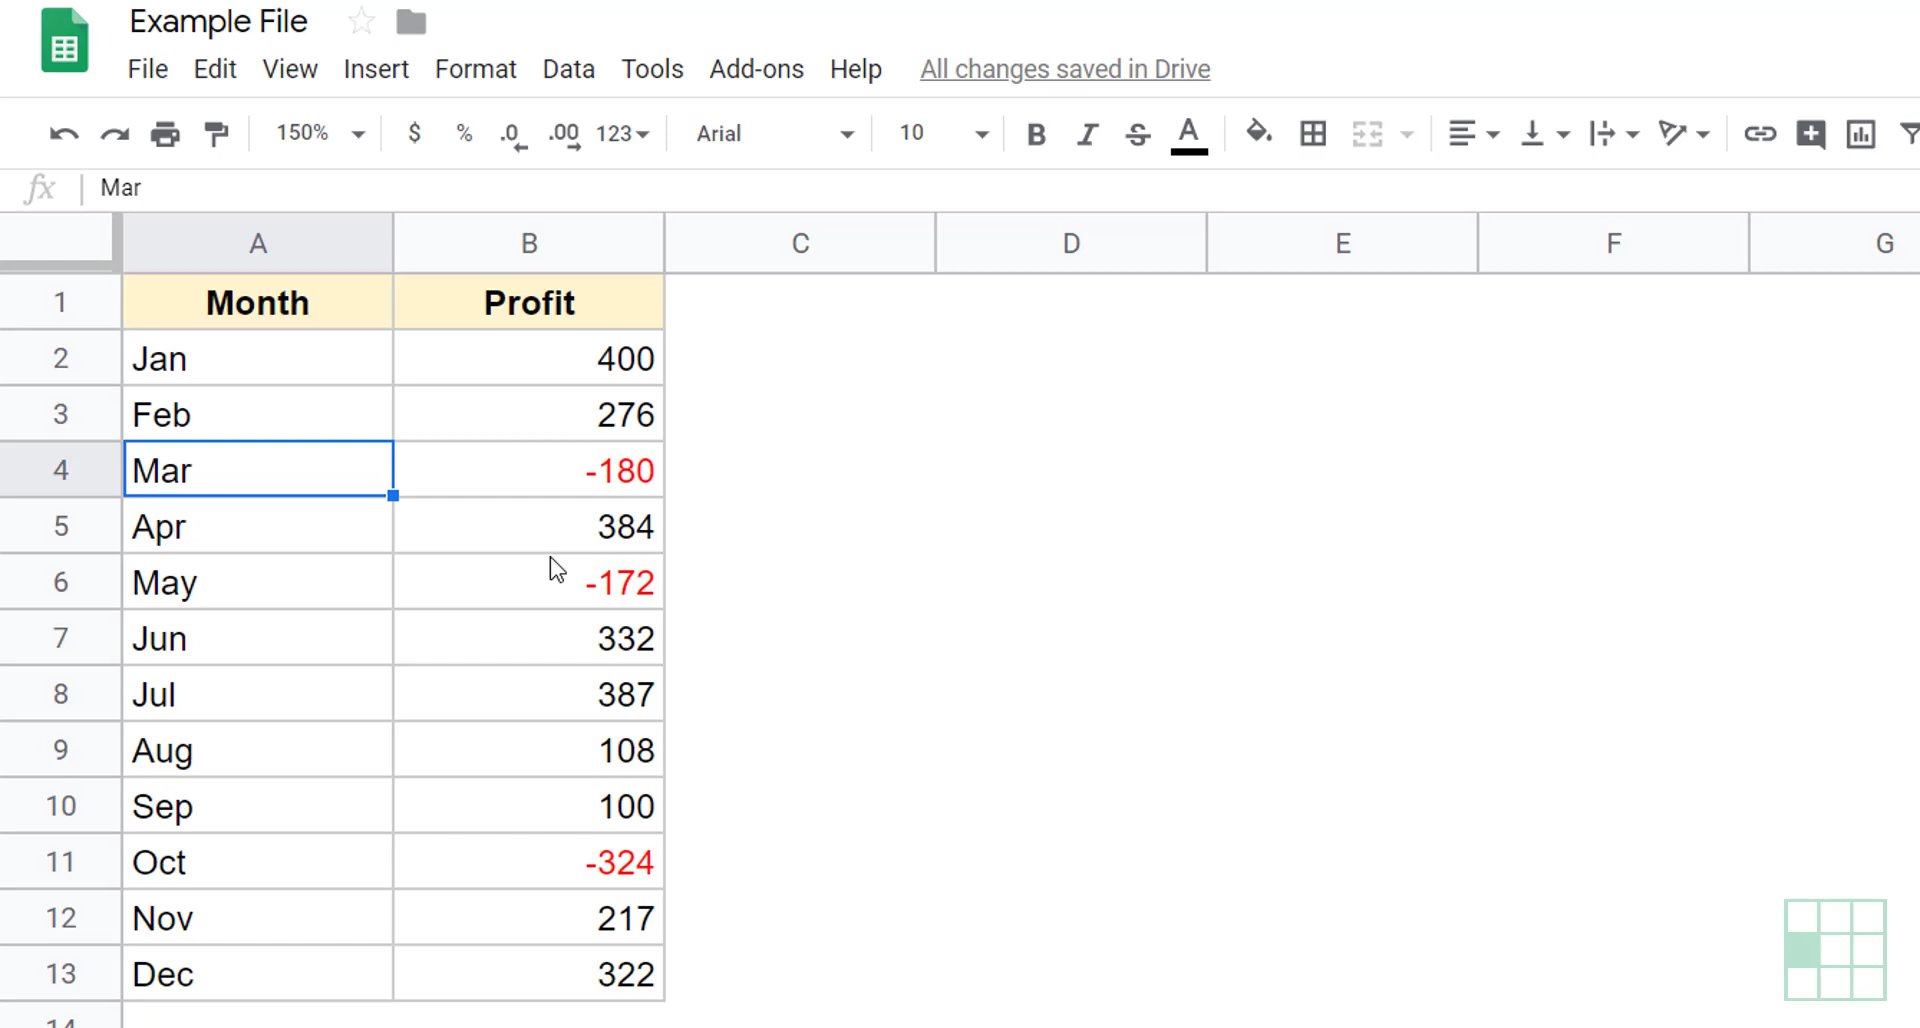 Example File
File Edit View Insert Format Data Tools Add-ons Help All changes saved in Drive
150% $ % .0 .00 123 Arial 10 B I S A
fx Mar
A B C D E F G
1 Month Profit
2 Jan 400
3 Feb 276
4 Mar -180
5 Apr 384
6 May -172
7 Jun 332
8 Jul 387
9 Aug 108
10 Sep 100
11 Oct -324
12 Nov 217
13 Dec 322
14